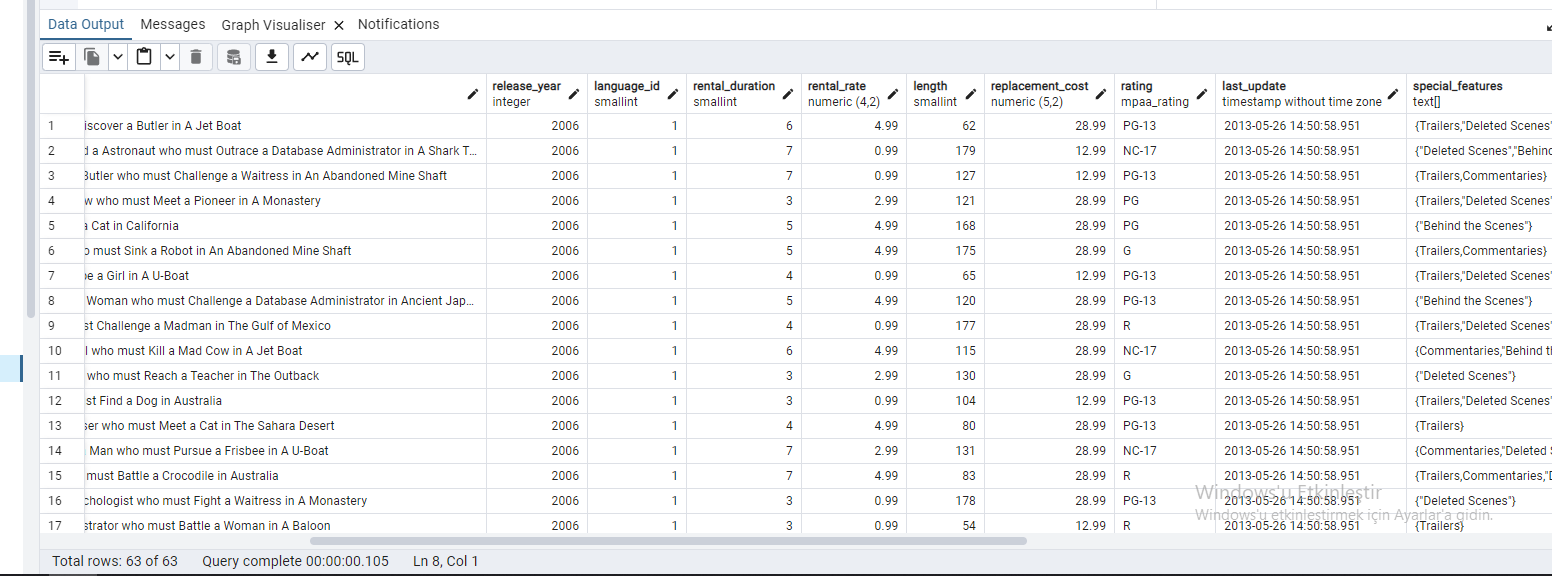 Data Output Messages Graph Visualiser × Notifications
SQL
release_year language_id rental_duration rental_rate length replacement_cost rating last_update special_features
integer smallint smallint numeric (4,2) smallint numeric (5,2) mpaa_rating timestamp without time zone text[]
1 iscover a Butler in A Jet Boat 2006 1 6 4.99 62 28.99 PG-13 2013-05-26 14:50:58.951 {Trailers,"Deleted Scenes"
2 a Astronaut who must Outrace a Database Administrator in A Shark T... 2006 1 7 0.99 179 12.99 NC-17 2013-05-26 14:50:58.951 {"Deleted Scenes","Behind
3 Butler who must Challenge a Waitress in An Abandoned Mine Shaft 2006 1 7 0.99 127 12.99 PG-13 2013-05-26 14:50:58.951 {Trailers,Commentaries}
4 w who must Meet a Pioneer in A Monastery 2006 1 3 2.99 121 28.99 PG 2013-05-26 14:50:58.951 {Trailers,"Deleted Scenes"
5 a Cat in California 2006 1 5 4.99 168 28.99 PG 2013-05-26 14:50:58.951 {"Behind the Scenes"}
6 o must Sink a Robot in An Abandoned Mine Shaft 2006 1 5 4.99 175 28.99 G 2013-05-26 14:50:58.951 {Trailers,Commentaries}
7 be a Girl in A U-Boat 2006 1 4 0.99 65 12.99 PG-13 2013-05-26 14:50:58.951 {Trailers,"Deleted Scenes"
8 Woman who must Challenge a Database Administrator in Ancient Jap... 2006 1 5 4.99 120 28.99 PG-13 2013-05-26 14:50:58.951 {"Behind the Scenes"}
9 st Challenge a Madman in The Gulf of Mexico 2006 1 4 0.99 177 28.99 R 2013-05-26 14:50:58.951 {Trailers,"Deleted Scenes"
10 l who must Kill a Mad Cow in A Jet Boat 2006 1 6 4.99 115 28.99 NC-17 2013-05-26 14:50:58.951 {Commentaries,"Behind t
11 who must Reach a Teacher in The Outback 2006 1 3 2.99 130 28.99 G 2013-05-26 14:50:58.951 {"Deleted Scenes"}
12 st Find a Dog in Australia 2006 1 3 0.99 104 12.99 PG-13 2013-05-26 14:50:58.951 {Trailers,"Deleted Scenes"
13 ser who must Meet a Cat in The Sahara Desert 2006 1 4 4.99 80 28.99 PG-13 2013-05-26 14:50:58.951 {Trailers}
14 Man who must Pursue a Frisbee in A U-Boat 2006 1 7 2.99 131 28.99 NC-17 2013-05-26 14:50:58.951 {Commentaries,"Deleted
15 must Battle a Crocodile in Australia 2006 1 7 4.99 83 28.99 R 2013-05-26 14:50:58.951 {Trailers,Commentaries,"D
16 chologist who must Fight a Waitress in A Monastery 2006 1 3 0.99 178 28.99 PG-13 2013-05-26 14:50:58.951 {"Deleted Scenes"}
Windows'u Etkinleştir
Windows'u etkinleştirmek için Ayarlar'a gidin.
17 strator who must Battle a Woman in A Baloon 2006 1 3 0.99 54 12.99 R 2013-05-26 14:50:58.951 {Trailers}
Total rows: 63 of 63 Query complete 00:00:00.105 Ln 8, Col 1